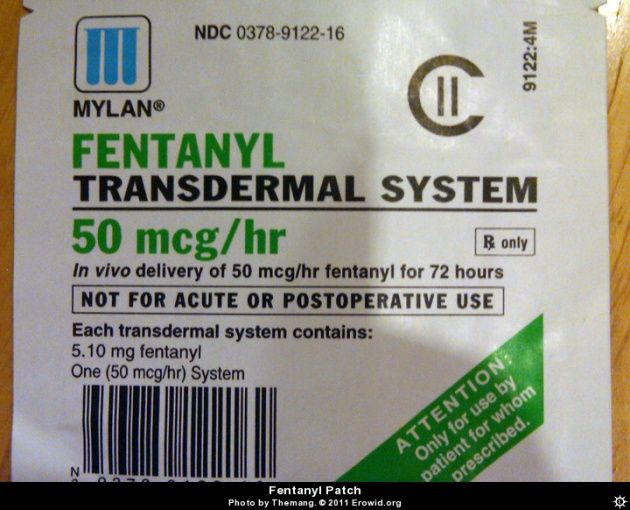 NDC 0378-9122-16
9122:4M
C II
MYLAN®
FENTANYL
TRANSDERMAL SYSTEM
50 mcg/hr
℞ only
In vivo delivery of 50 mcg/hr fentanyl for 72 hours
NOT FOR ACUTE OR POSTOPERATIVE USE
Each transdermal system contains:
5.10 mg fentanyl
One (50 mcg/hr) System
ATTENTION:
Only for use by
patient for whom
prescribed.
N
Fentanyl Patch
Photo by Themang. © 2011 Erowid.org